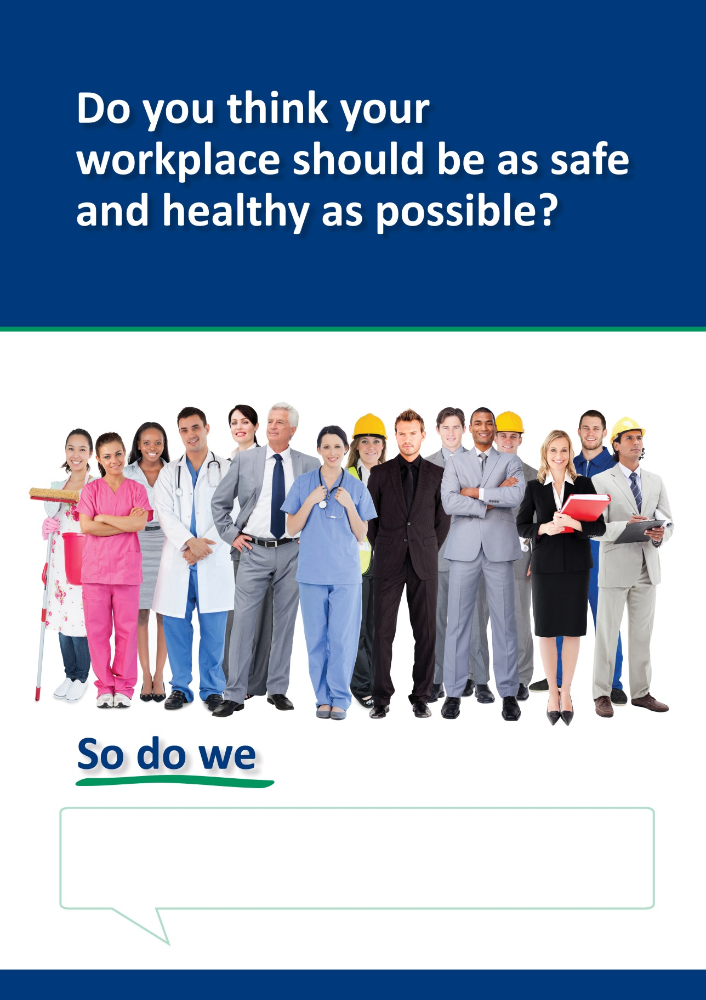 Do you think your
workplace should be as safe
and healthy as possible?
So do we